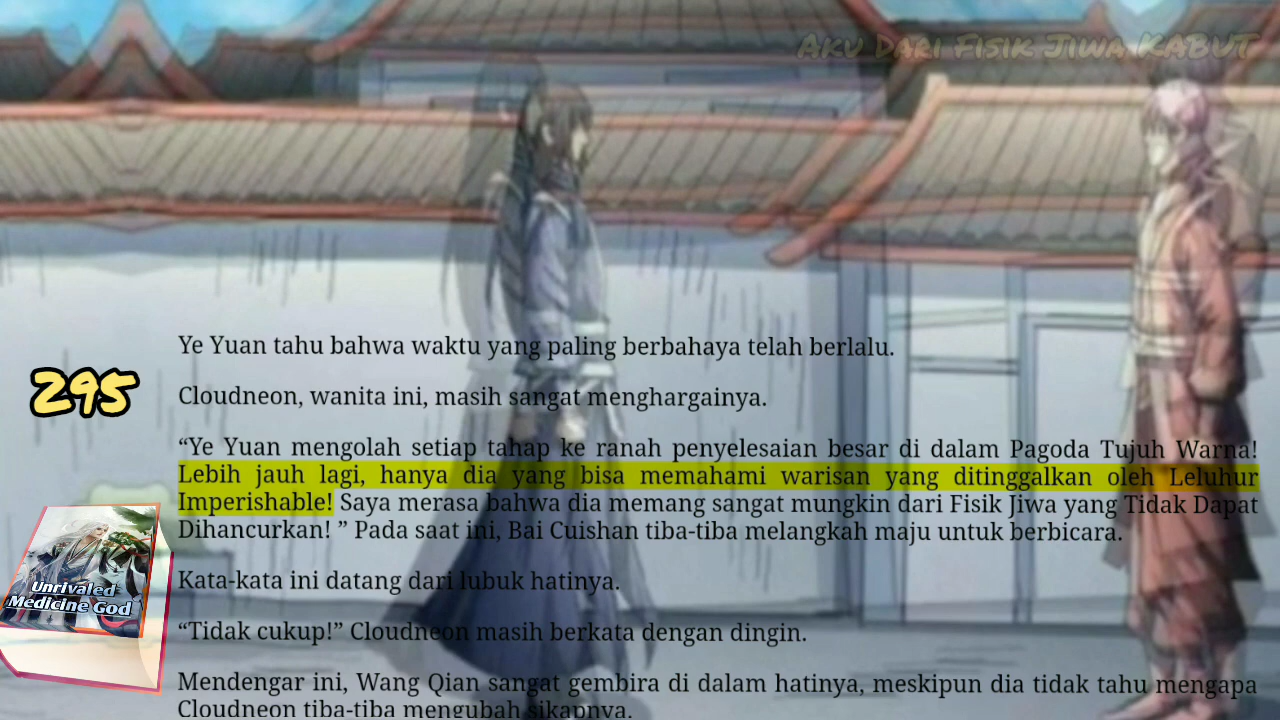 Aku Dari Fisik Jiwa KABUT
Ye Yuan tahu bahwa waktu yang paling berbahaya telah berlalu.
295
Cloudneon, wanita ini, masih sangat menghargainya.
“Ye Yuan mengolah setiap tahap ke ranah penyelesaian besar di dalam Pagoda Tujuh Warna!
Lebih jauh lagi, hanya dia yang bisa memahami warisan yang ditinggalkan oleh Leluhur
Imperishable! Saya merasa bahwa dia memang sangat mungkin dari Fisik Jiwa yang Tidak Dapat
Dihancurkan! ” Pada saat ini, Bai Cuishan tiba-tiba melangkah maju untuk berbicara.
Kata-kata ini datang dari lubuk hatinya.
Unrivaled
Medicine God
“Tidak cukup!” Cloudneon masih berkata dengan dingin.
Mendengar ini, Wang Qian sangat gembira di dalam hatinya, meskipun dia tidak tahu mengapa
Cloudneon tiba-tiba mengubah sikapnya.